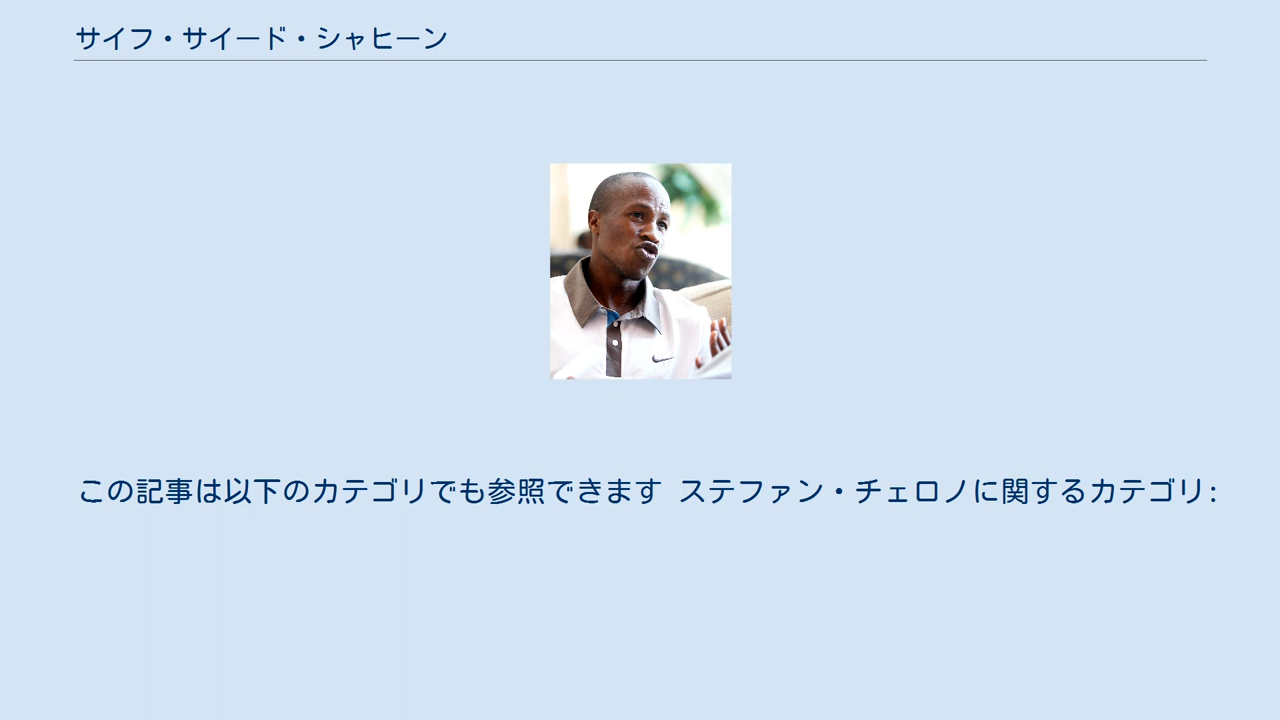 サイフ・サイード・シャヒーン
この記事は以下のカテゴリでも参照できます ステファン・チェロノに関するカテゴリ: